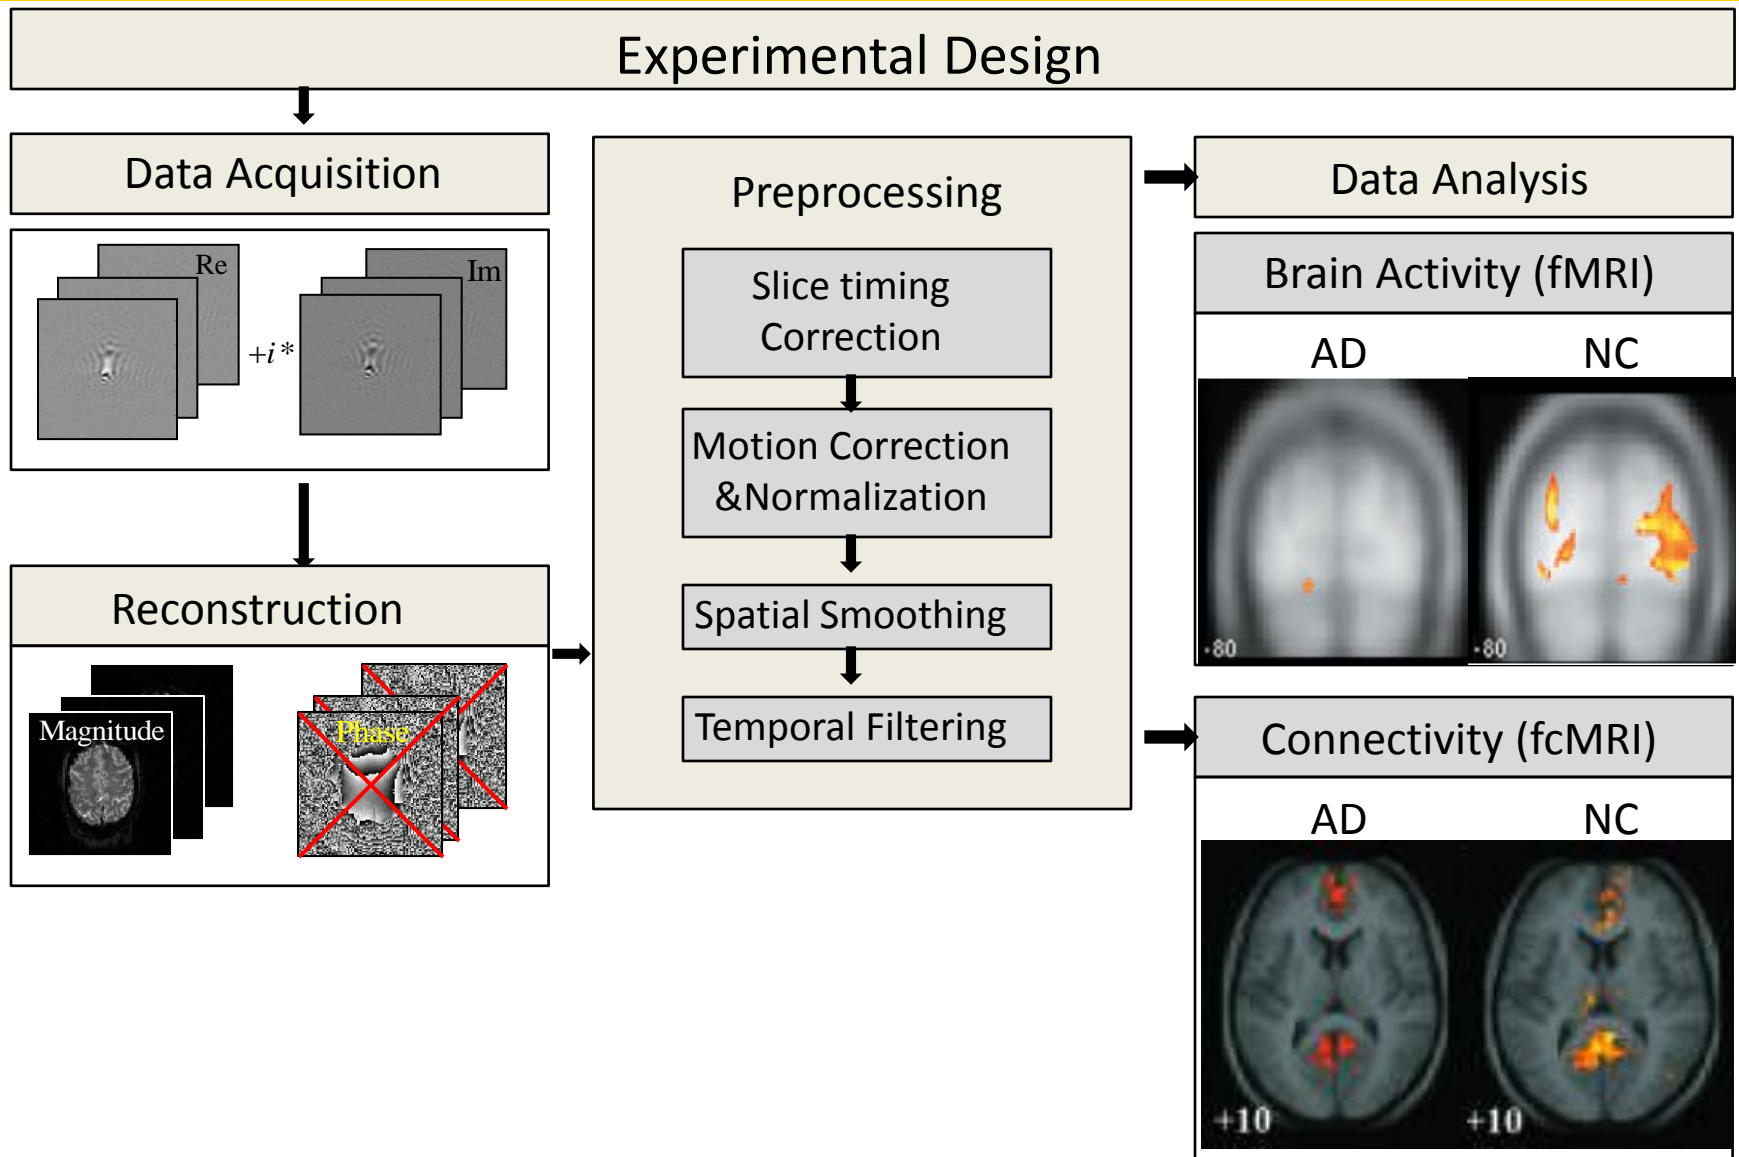 Experimental Design
Data Acquisition
Re
+i*
Im
Reconstruction
Magnitude
Phase
Preprocessing
Slice timing
Correction
Motion Correction
&Normalization
Spatial Smoothing
Temporal Filtering
Data Analysis
Brain Activity (fMRI)
AD NC
-80 -80
Connectivity (fcMRI)
AD NC
+10 +10